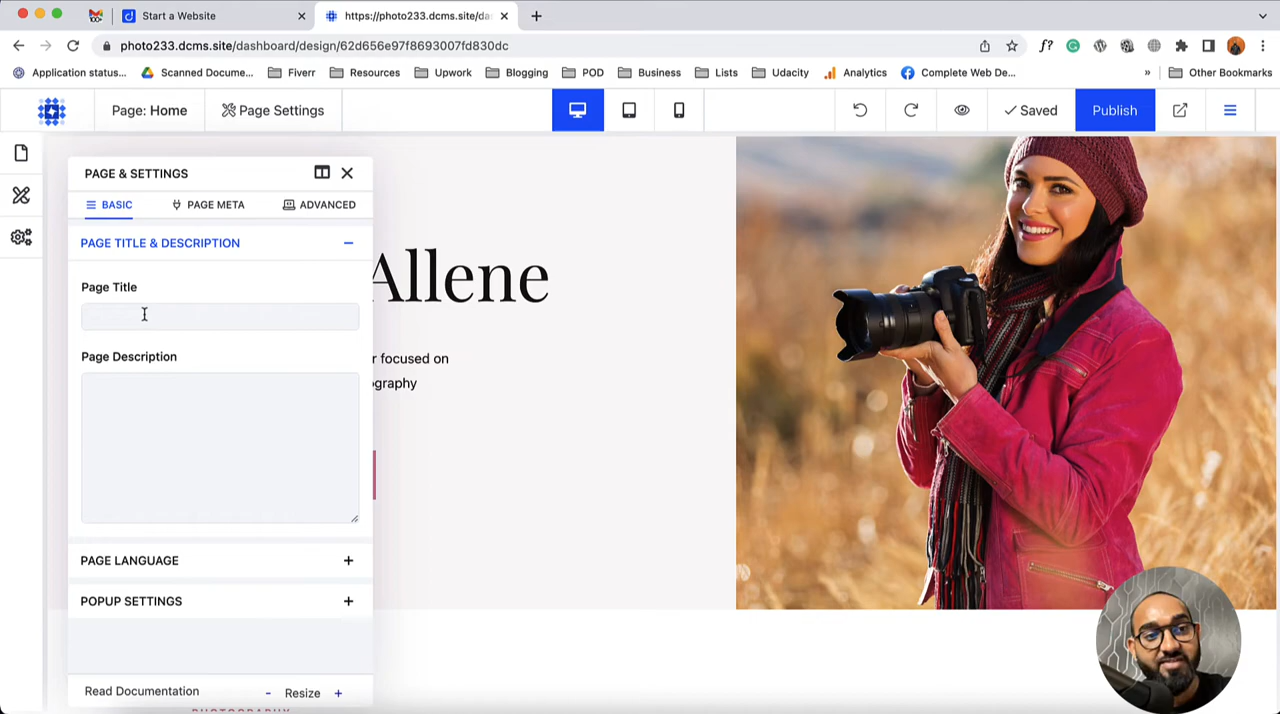 100+
Start a Website
https://photo233.dcms.site/da
photo233.dcms.site/dashboard/design/62d656e97f8693007fd830dc
f?
Application status...
Scanned Docume...
Fiverr
Resources
Upwork
Blogging
POD
Business
Lists
Udacity
Analytics
Complete Web De...
»
Other Bookmarks
Page: Home
Page Settings
Saved
Publish
PAGE & SETTINGS
BASIC
PAGE META
ADVANCED
PAGE TITLE & DESCRIPTION
Page Title
Page Description
PAGE LANGUAGE
POPUP SETTINGS
Read Documentation
- Resize +
Allene
r focused on
ography
PHOTOGRAPHY